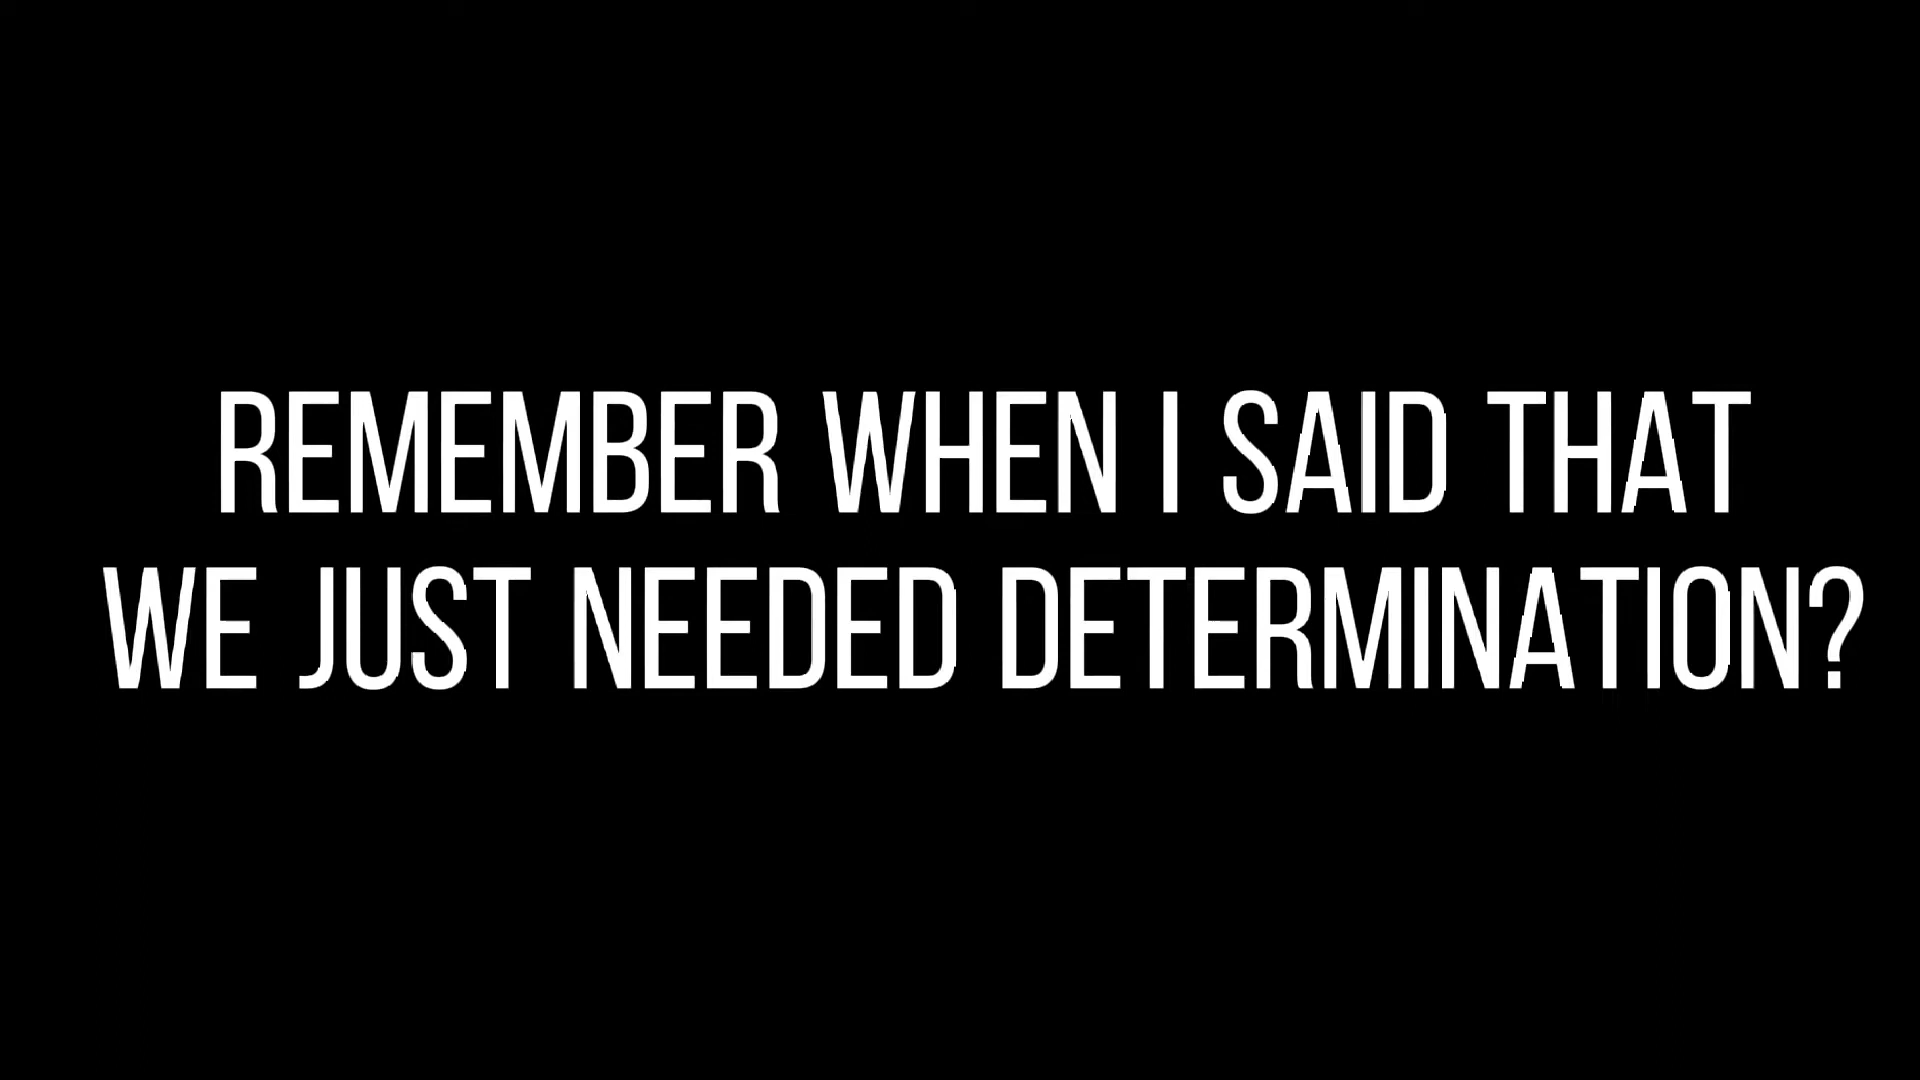 REMEMBER WHEN I SAID THAT
WE JUST NEEDED DETERMINATION?